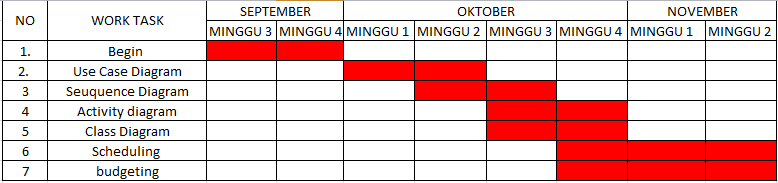 NO WORK TASK SEPTEMBER OKTOBER NOVEMBER
MINGGU 3 MINGGU 4 MINGGU 1 MINGGU 2 MINGGU 3 MINGGU 4 MINGGU 1 MINGGU 2
1. Begin
2. Use Case Diagram
3 Seuquence Diagram
4 Activity diagram
5 Class Diagram
6 Scheduling
7 budgeting